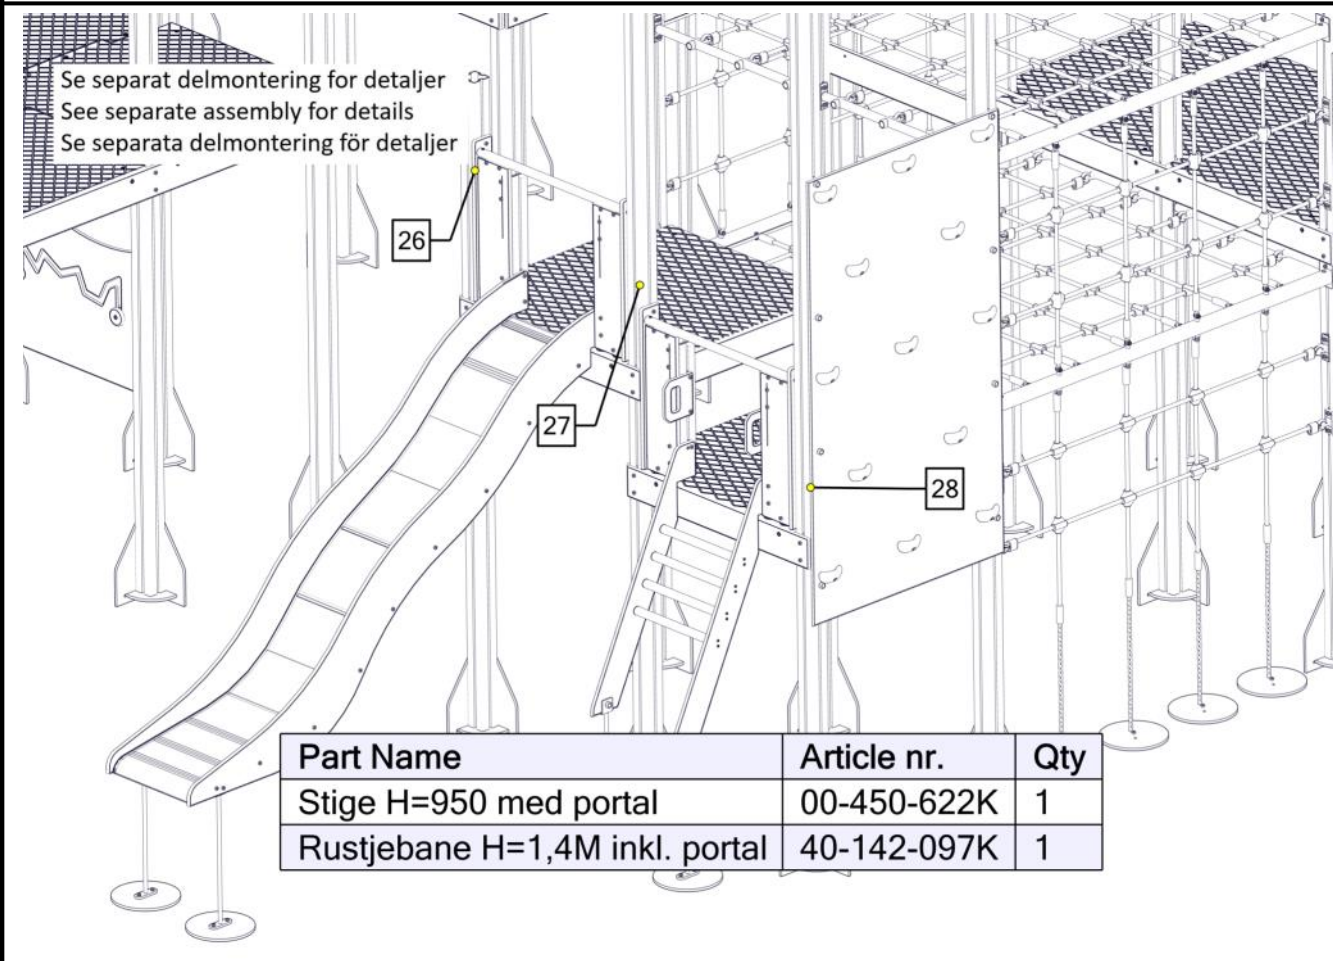 Se separat delmontering for detaljer
See separate assembly for details
Se separata delmontering för detaljer
26
27
28
Part Name Article nr. Qty
Stige H=950 med portal 00-450-622K 1
Rustjebane H=1,4M inkl. portal 40-142-097K 1